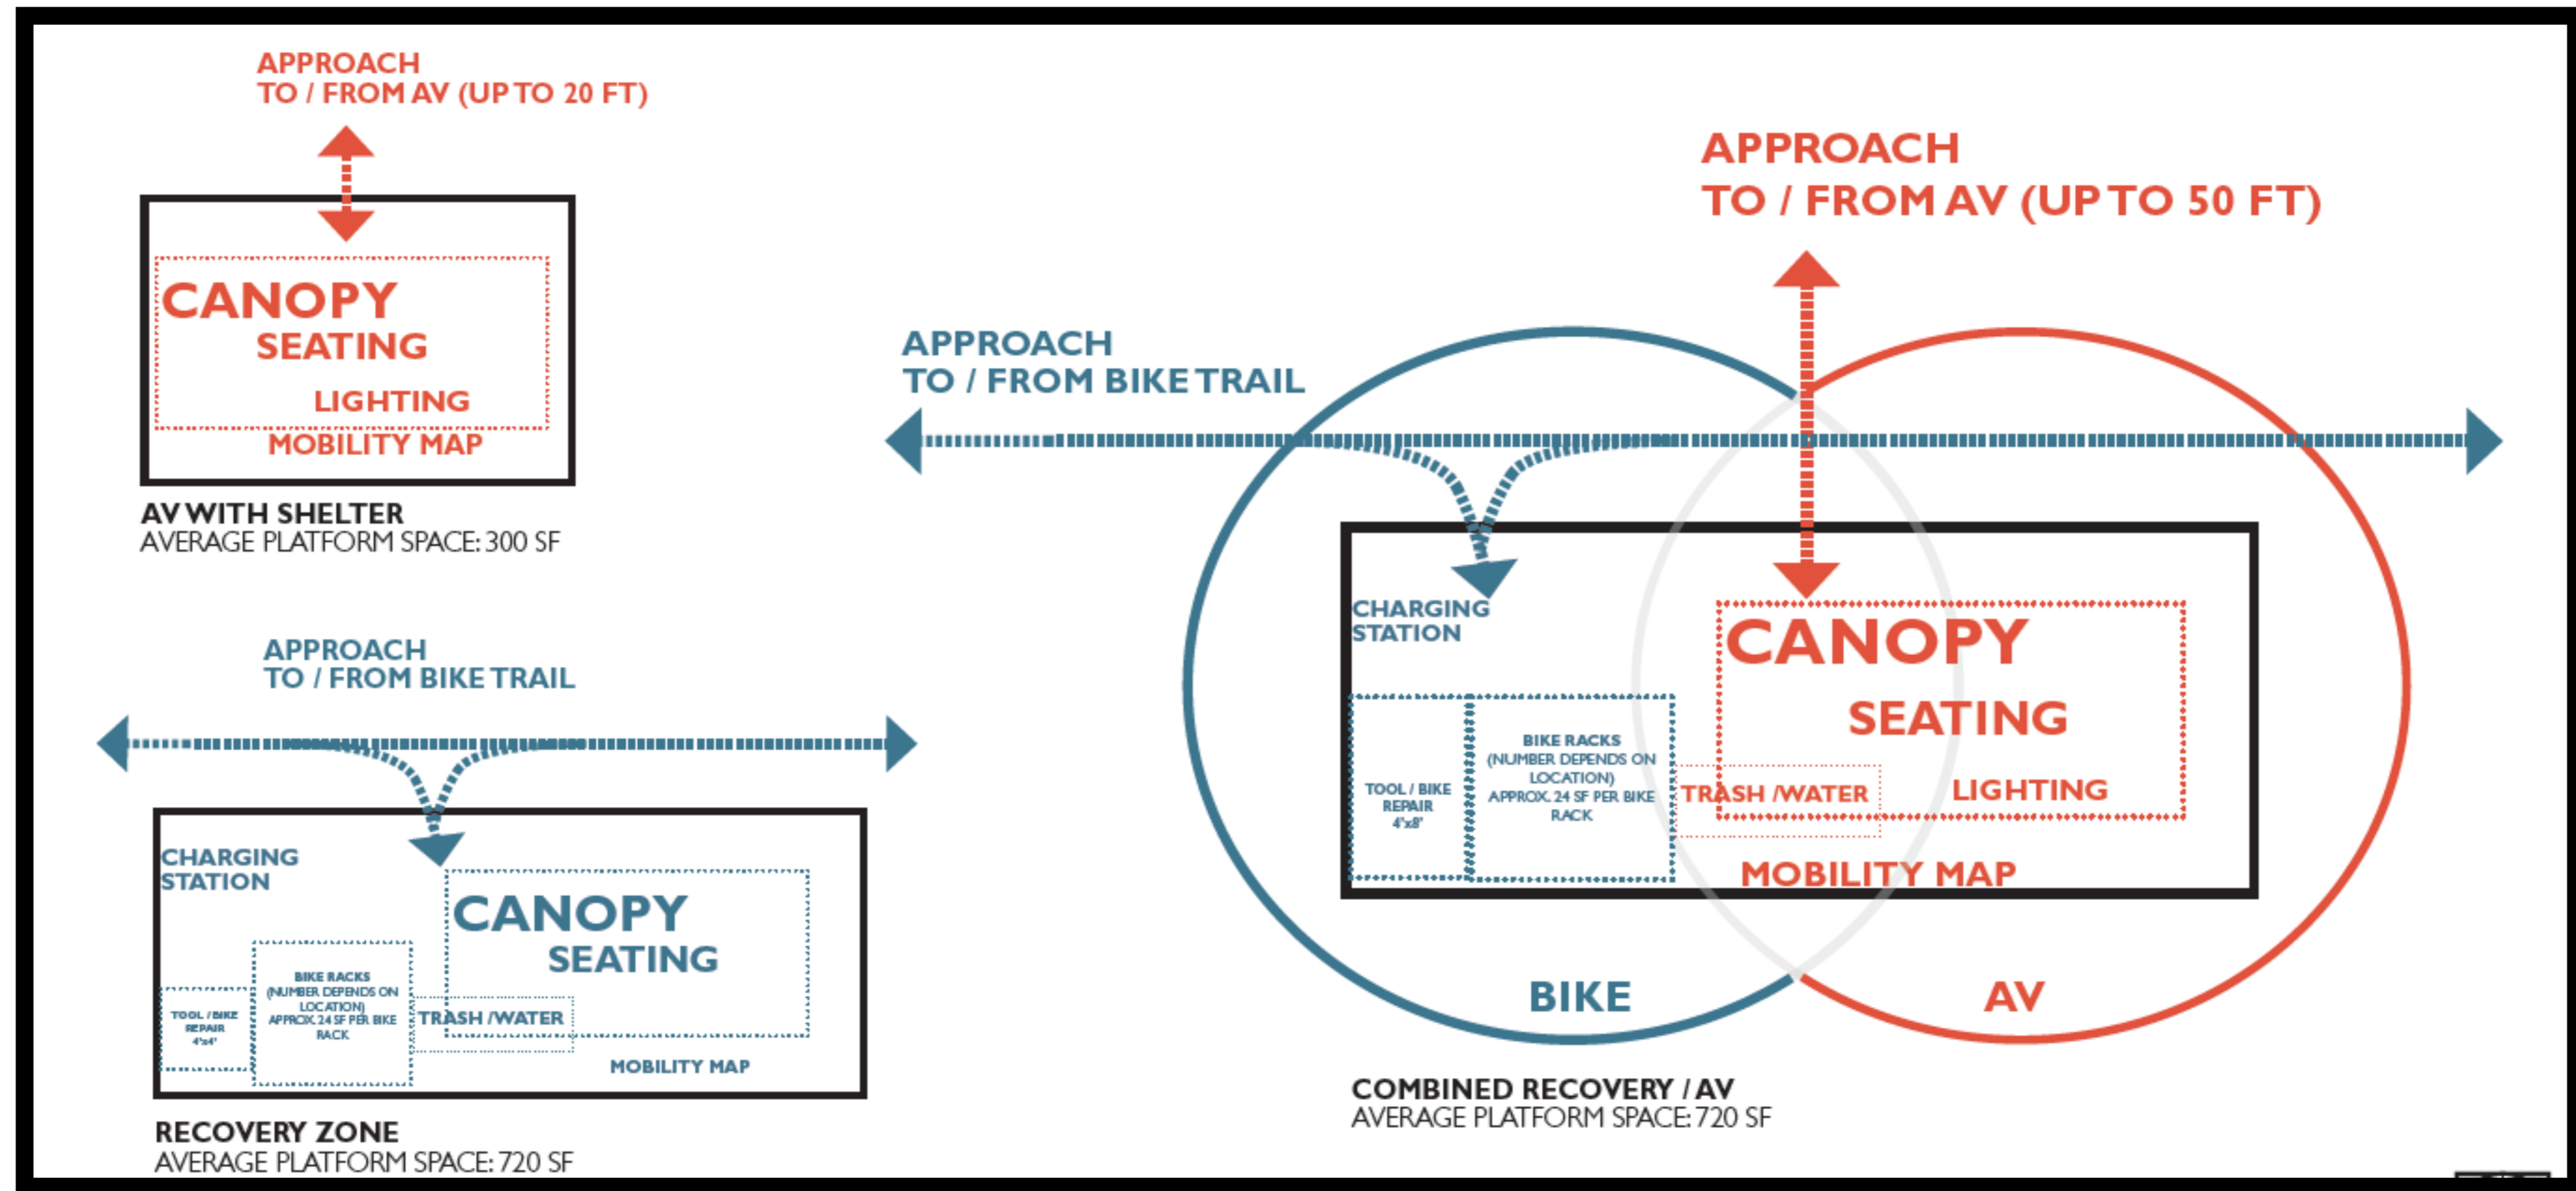 APPROACH
TO / FROM AV (UP TO 20 FT)
CANOPY
SEATING
LIGHTING
MOBILITY MAP
AV WITH SHELTER
AVERAGE PLATFORM SPACE: 300 SF
APPROACH
TO / FROM BIKE TRAIL
CHARGING
STATION
CANOPY
SEATING
BIKE RACKS
(NUMBER DEPENDS ON
LOCATION)
APPROX. 24 SF PER BIKE
RACK
TOOL / BIKE
REPAIR
4'x4'
TRASH /WATER
MOBILITY MAP
RECOVERY ZONE
AVERAGE PLATFORM SPACE: 720 SF
APPROACH
TO / FROM AV (UP TO 50 FT)
APPROACH
TO / FROM BIKE TRAIL
CHARGING
STATION
CANOPY
SEATING
LIGHTING
TOOL / BIKE
REPAIR
4'x8'
BIKE RACKS
(NUMBER DEPENDS ON
LOCATION)
APPROX. 24 SF PER BIKE
RACK
TRASH /WATER
MOBILITY MAP
BIKE
AV
COMBINED RECOVERY / AV
AVERAGE PLATFORM SPACE: 720 SF